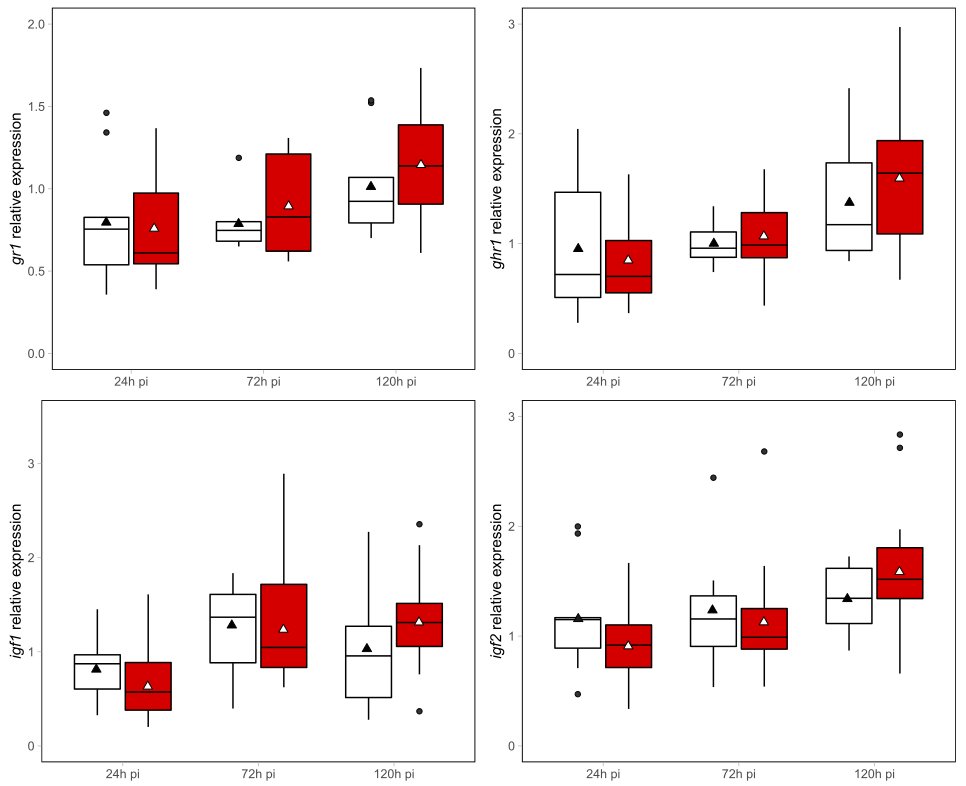 gr1 relative expression
2.0
1.5
1.0
0.5
0.0
24h pi 72h pi 120h pi
ghr1 relative expression
3
2
1
0
24h pi 72h pi 120h pi
igf1 relative expression
3
2
1
0
24h pi 72h pi 120h pi
igf2 relative expression
3
2
1
0
24h pi 72h pi 120h pi